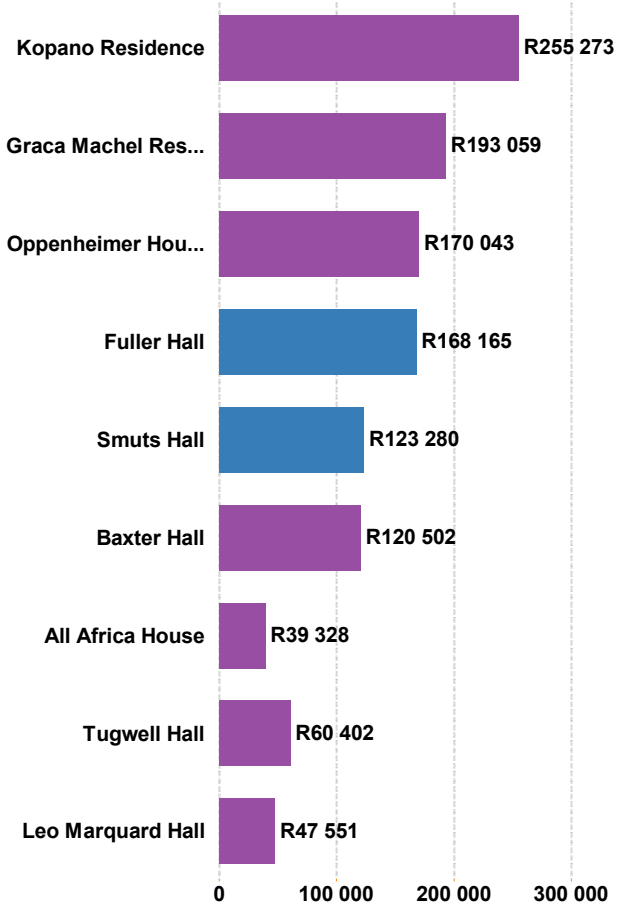 Kopano Residence R255 273
Graca Machel Res... R193 059
Oppenheimer Hou... R170 043
Fuller Hall R168 165
Smuts Hall R123 280
Baxter Hall R120 502
All Africa House R39 328
Tugwell Hall R60 402
Leo Marquard Hall R47 551
0 100 000 200 000 300 000